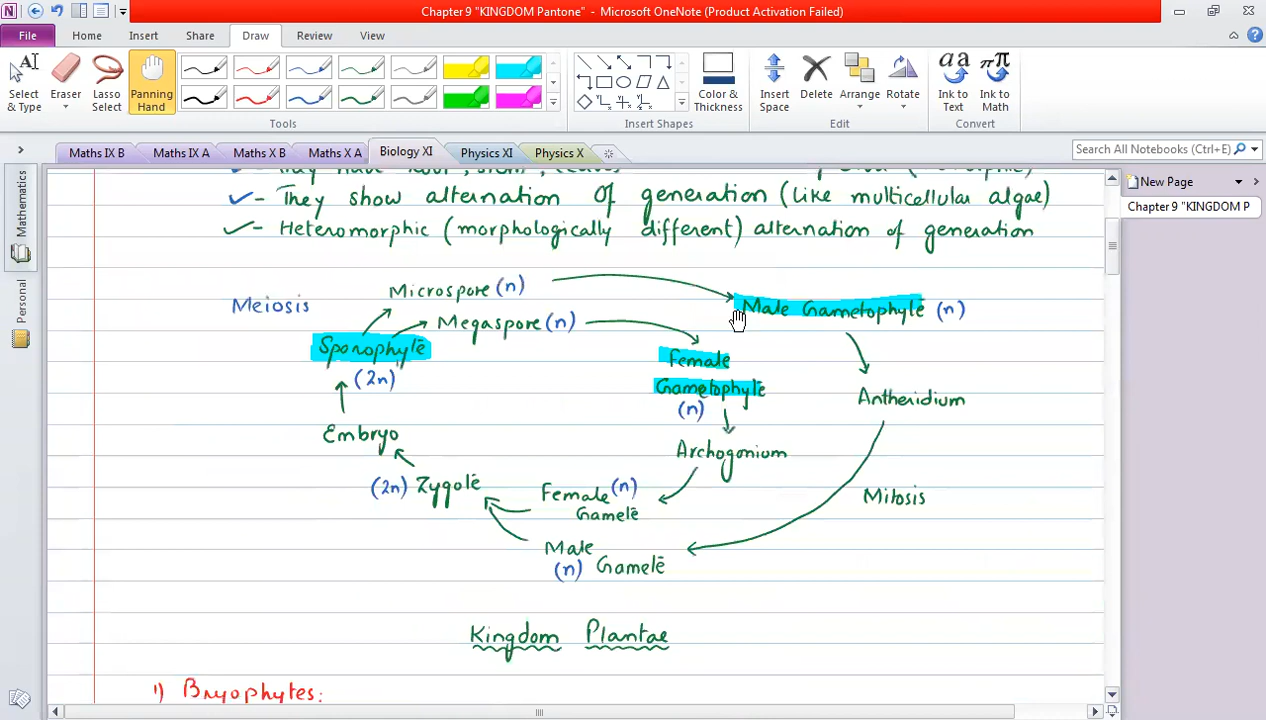 Chapter 9 "KINGDOM Pantone" - Microsoft OneNote (Product Activation Failed)
File Home Insert Share Draw Review View
Select & Type
Eraser
Lasso Select
Panning Hand
Color & Thickness
Insert Space
Delete
Arrange
Rotate
Ink to Text
Ink to Math
Tools
Insert Shapes
Edit
Convert
Maths IX B
Maths IX A
Maths X B
Maths X A
Biology XI
Physics XI
Physics X
Search All Notebooks (Ctrl+E)
Mathematics
Personal
New Page
Chapter 9 "KINGDOM P
- They show alternation of generation (like multicellular algae)
- Heteromorphic (morphologically different) alternation of generation
Meiosis
Microspore (n)
Megaspore (n)
Male Gametophyte (n)
Sporophyte
(2n)
Female
Gametophyte
(n)
Antheridium
Embryo
Archogonium
(2n) Zygote
Female (n)
Gamete
Mitosis
Male
(n) Gamete
Kingdom Plantae
1) Bryophytes: